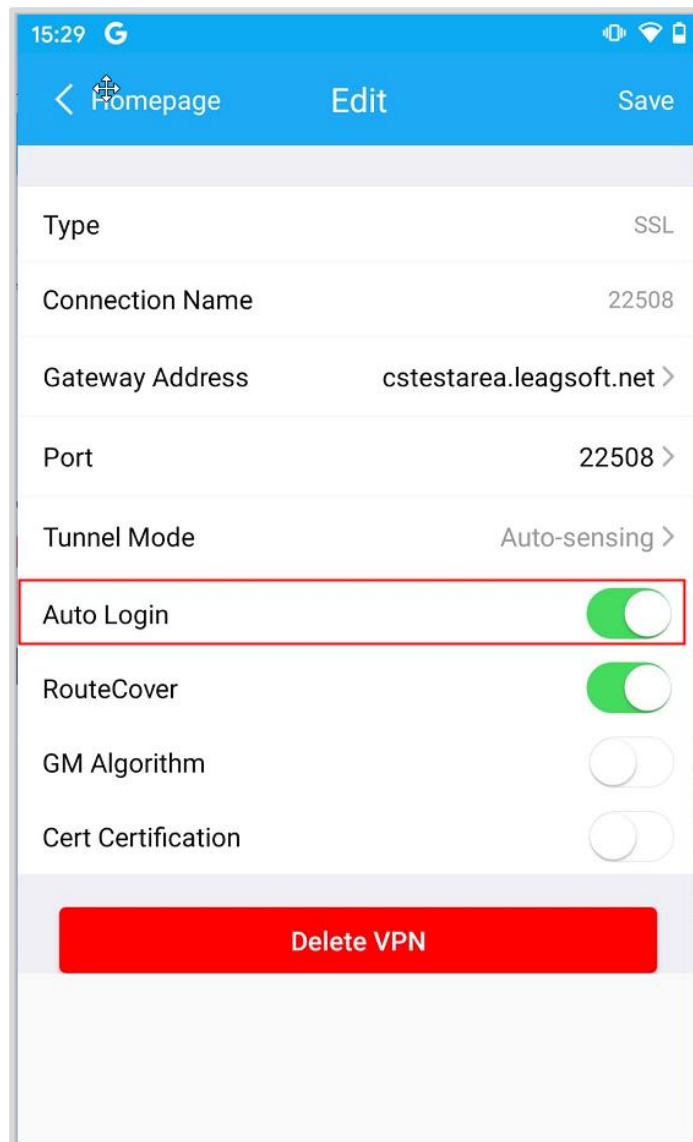 15:29 G
Homepage Edit Save
Type SSL
Connection Name 22508
Gateway Address cstestarea.leagsoft.net
Port 22508
Tunnel Mode Auto-sensing
Auto Login
RouteCover
GM Algorithm
Cert Certification
Delete VPN